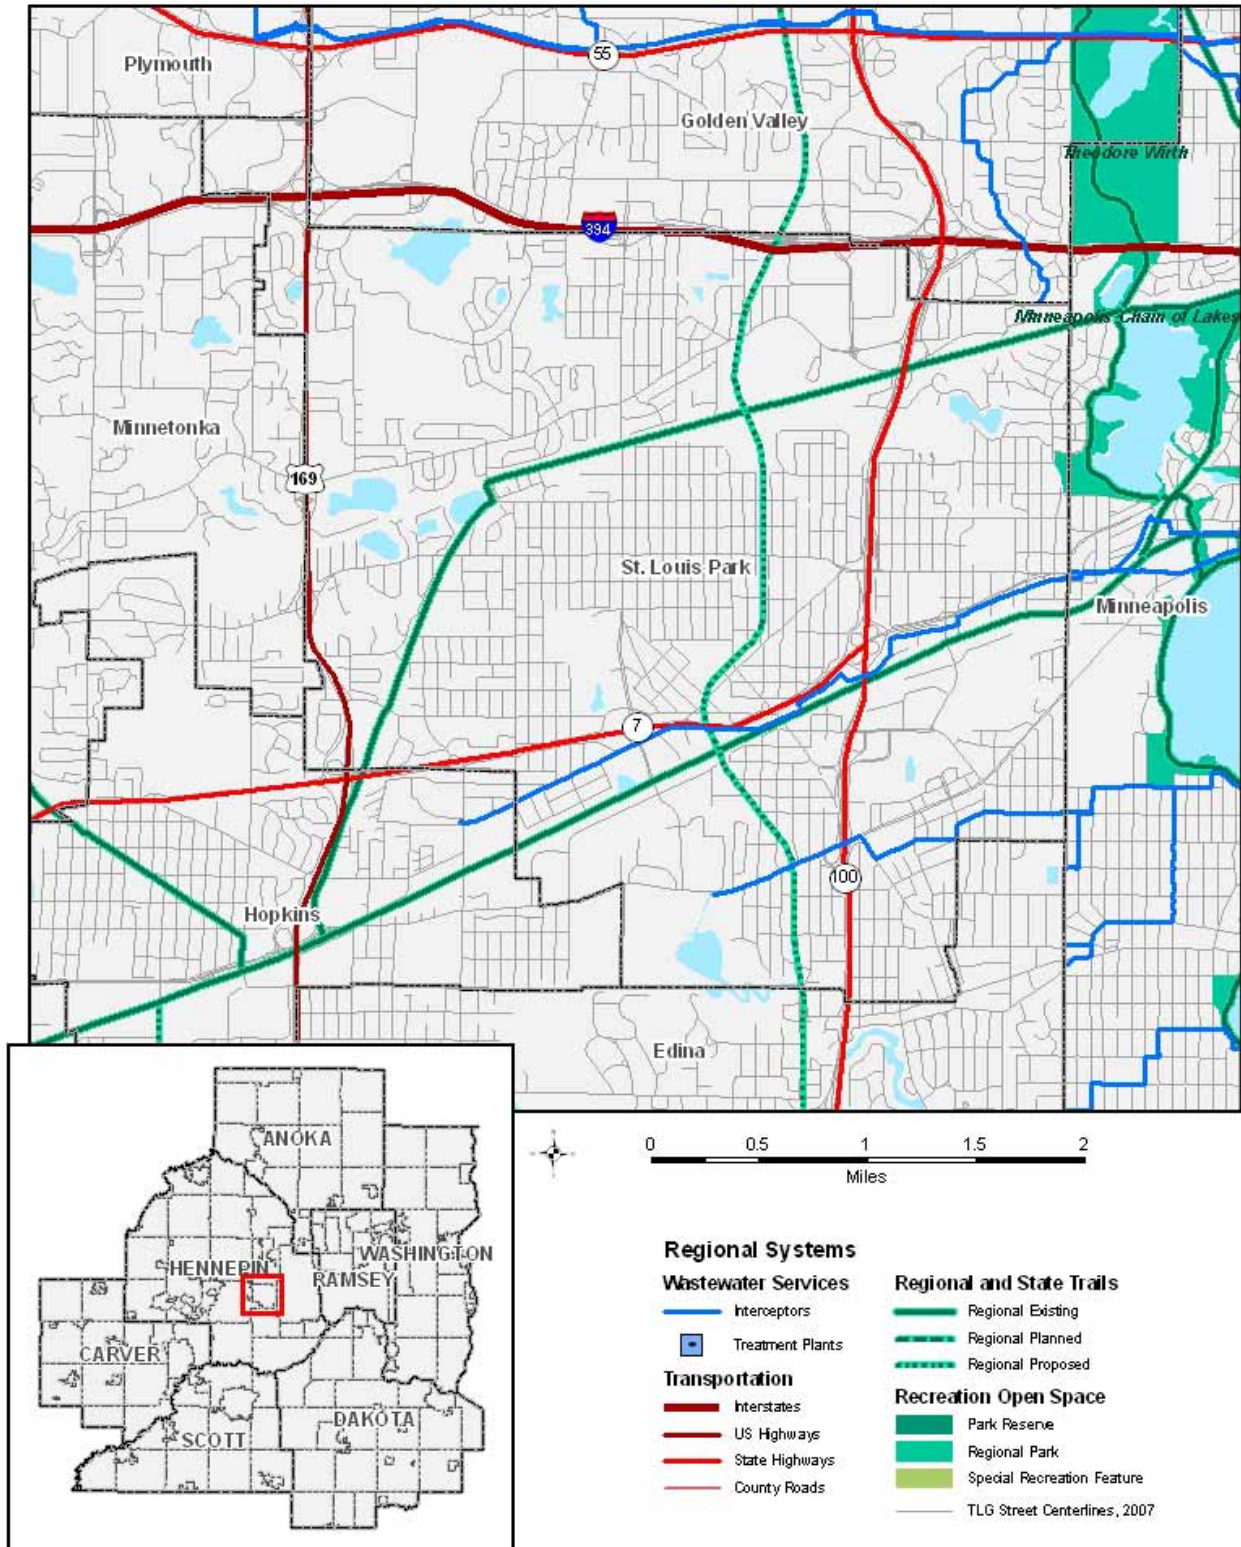 Plymouth
55
Golden Valley
Theodore Wirth
394
Minneapolis Chain of Lakes
Minnetonka
169
St. Louis Park
Minneapolis
7
100
Hopkins
Edina
ANOKA
WASHINGTON
HENNEPIN
RAMSEY
CARVER
DAKOTA
SCOTT
0 0.5 1 1.5 2
Miles
Regional Systems
Wastewater Services
Interceptors
Treatment Plants
Transportation
Interstates
US Highways
State Highways
County Roads
Regional and State Trails
Regional Existing
Regional Planned
Regional Proposed
Recreation Open Space
Park Reserve
Regional Park
Special Recreation Feature
TLG Street Centerlines, 2007